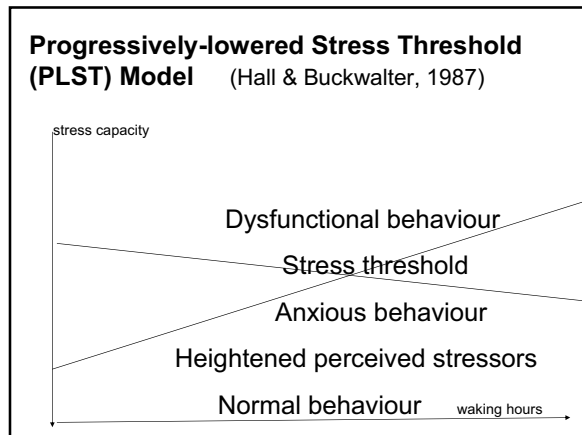 Progressively-lowered Stress Threshold
(PLST) Model (Hall & Buckwalter, 1987)
stress capacity
Dysfunctional behaviour
Stress threshold
Anxious behaviour
Heightened perceived stressors
Normal behaviour waking hours